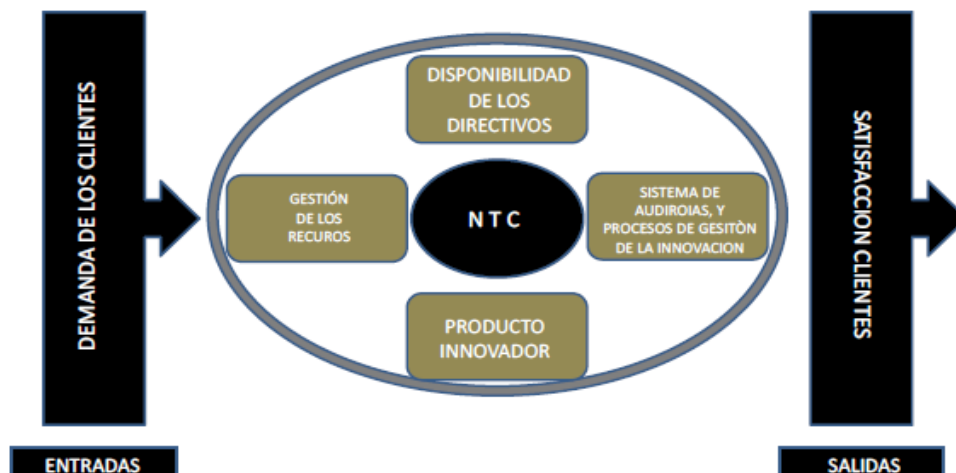 DEMANDA DE LOS CLIENTES
DISPONIBILIDAD
DE LOS
DIRECTIVOS
GESTIÓN
DE LOS
RECUROS
N T C
SISTEMA DE
AUDIROIAS, Y
PROCESOS DE GESITÒN
DE LA INNOVACION
PRODUCTO
INNOVADOR
SATISFACCION CLIENTES
ENTRADAS
SALIDAS